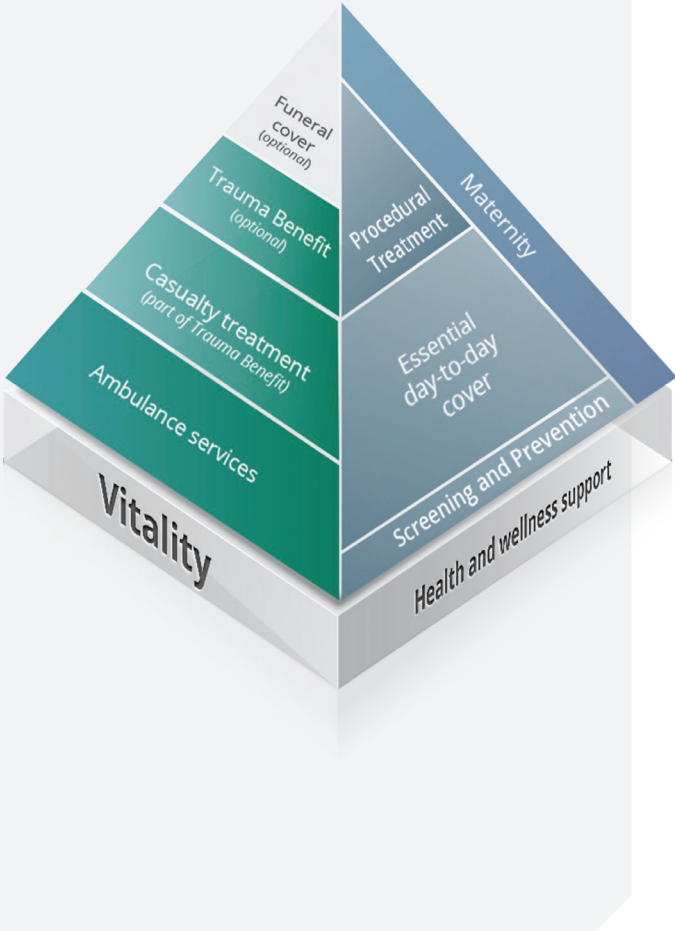 Funeral
cover
(optional)
Trauma Benefit
(optional)
Casualty treatment
(part of Trauma Benefit)
Ambulance services
Vitality
Maternity
Procedural
Treatment
Essential
day-to-day
cover
Screening and Prevention
Health and wellness support